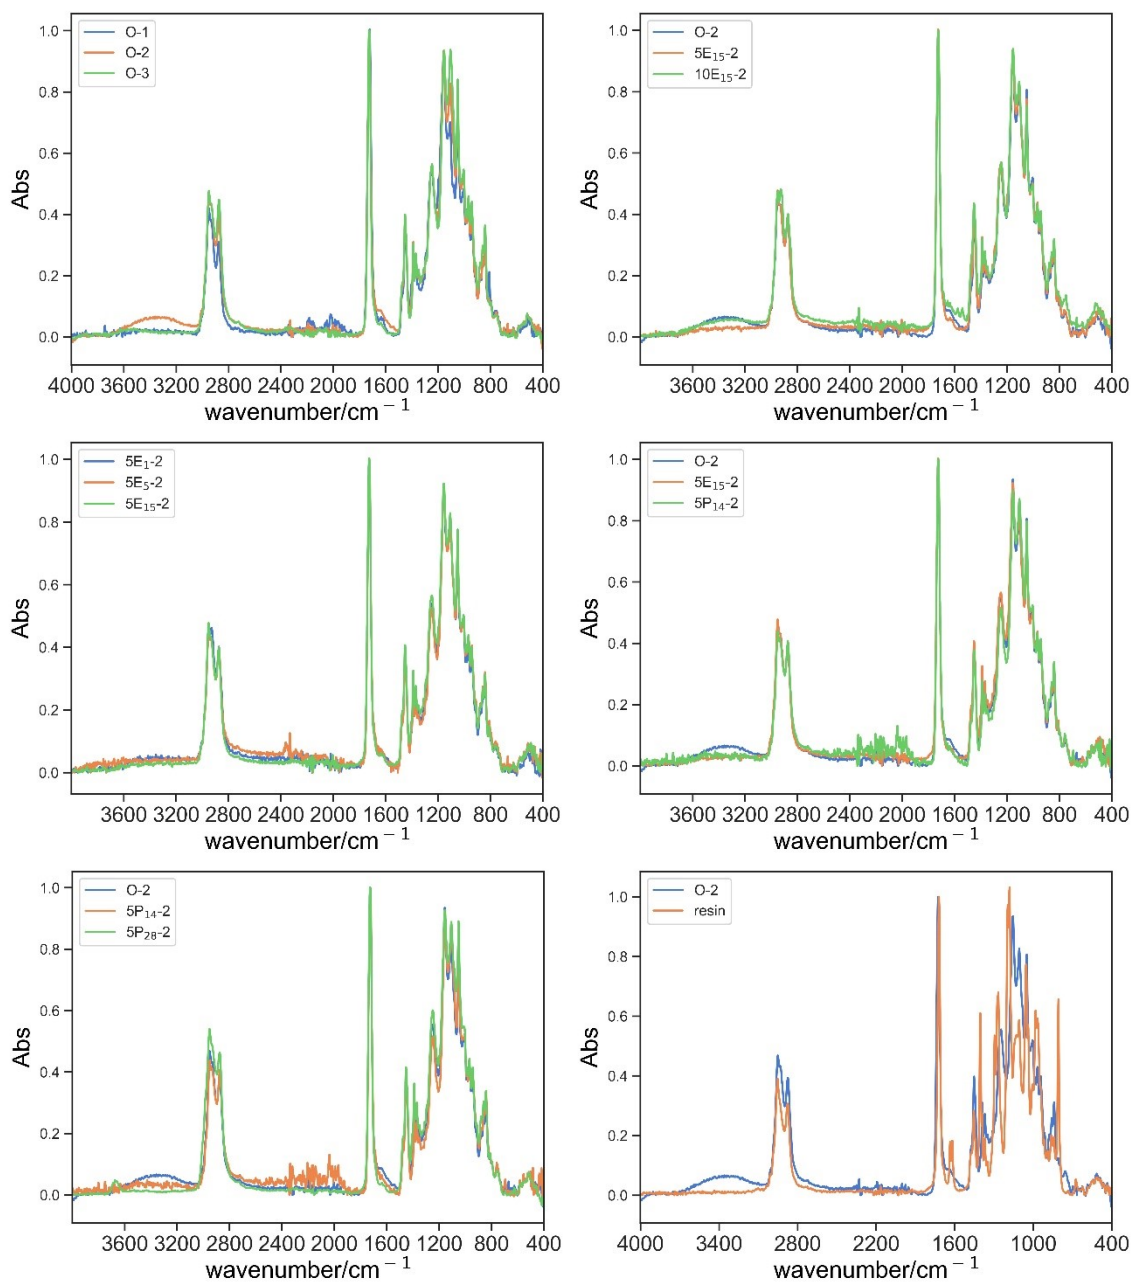 O-1
O-2
O-3
1.0
0.8
0.6
0.4
0.2
0.0
Abs
4000 3600 3200 2800 2400 2000 1600 1200 800 400
wavenumber/cm⁻¹
O-2
5E₁₅-2
10E₁₅-2
1.0
0.8
0.6
0.4
0.2
0.0
Abs
3600 2800 2000 1600 1200 800 400
wavenumber/cm⁻¹
5E₁-2
5E₅-2
5E₁₅-2
1.0
0.8
0.6
0.4
0.2
0.0
Abs
3600 3200 2800 2400 2000 1600 1200 800 400
wavenumber/cm⁻¹
O-2
5E₁₅-2
5P₁₄-2
1.0
0.8
0.6
0.4
0.2
0.0
Abs
3600 2800 2000 1600 1200 800 400
wavenumber/cm⁻¹
O-2
5P₁₄-2
5P₂₈-2
1.0
0.8
0.6
0.4
0.2
0.0
Abs
3600 3200 2800 2400 2000 1600 1200 800 400
wavenumber/cm⁻¹
O-2
resin
1.0
0.8
0.6
0.4
0.2
0.0
Abs
4000 3400 2800 2200 1600 1000 400
wavenumber/cm⁻¹